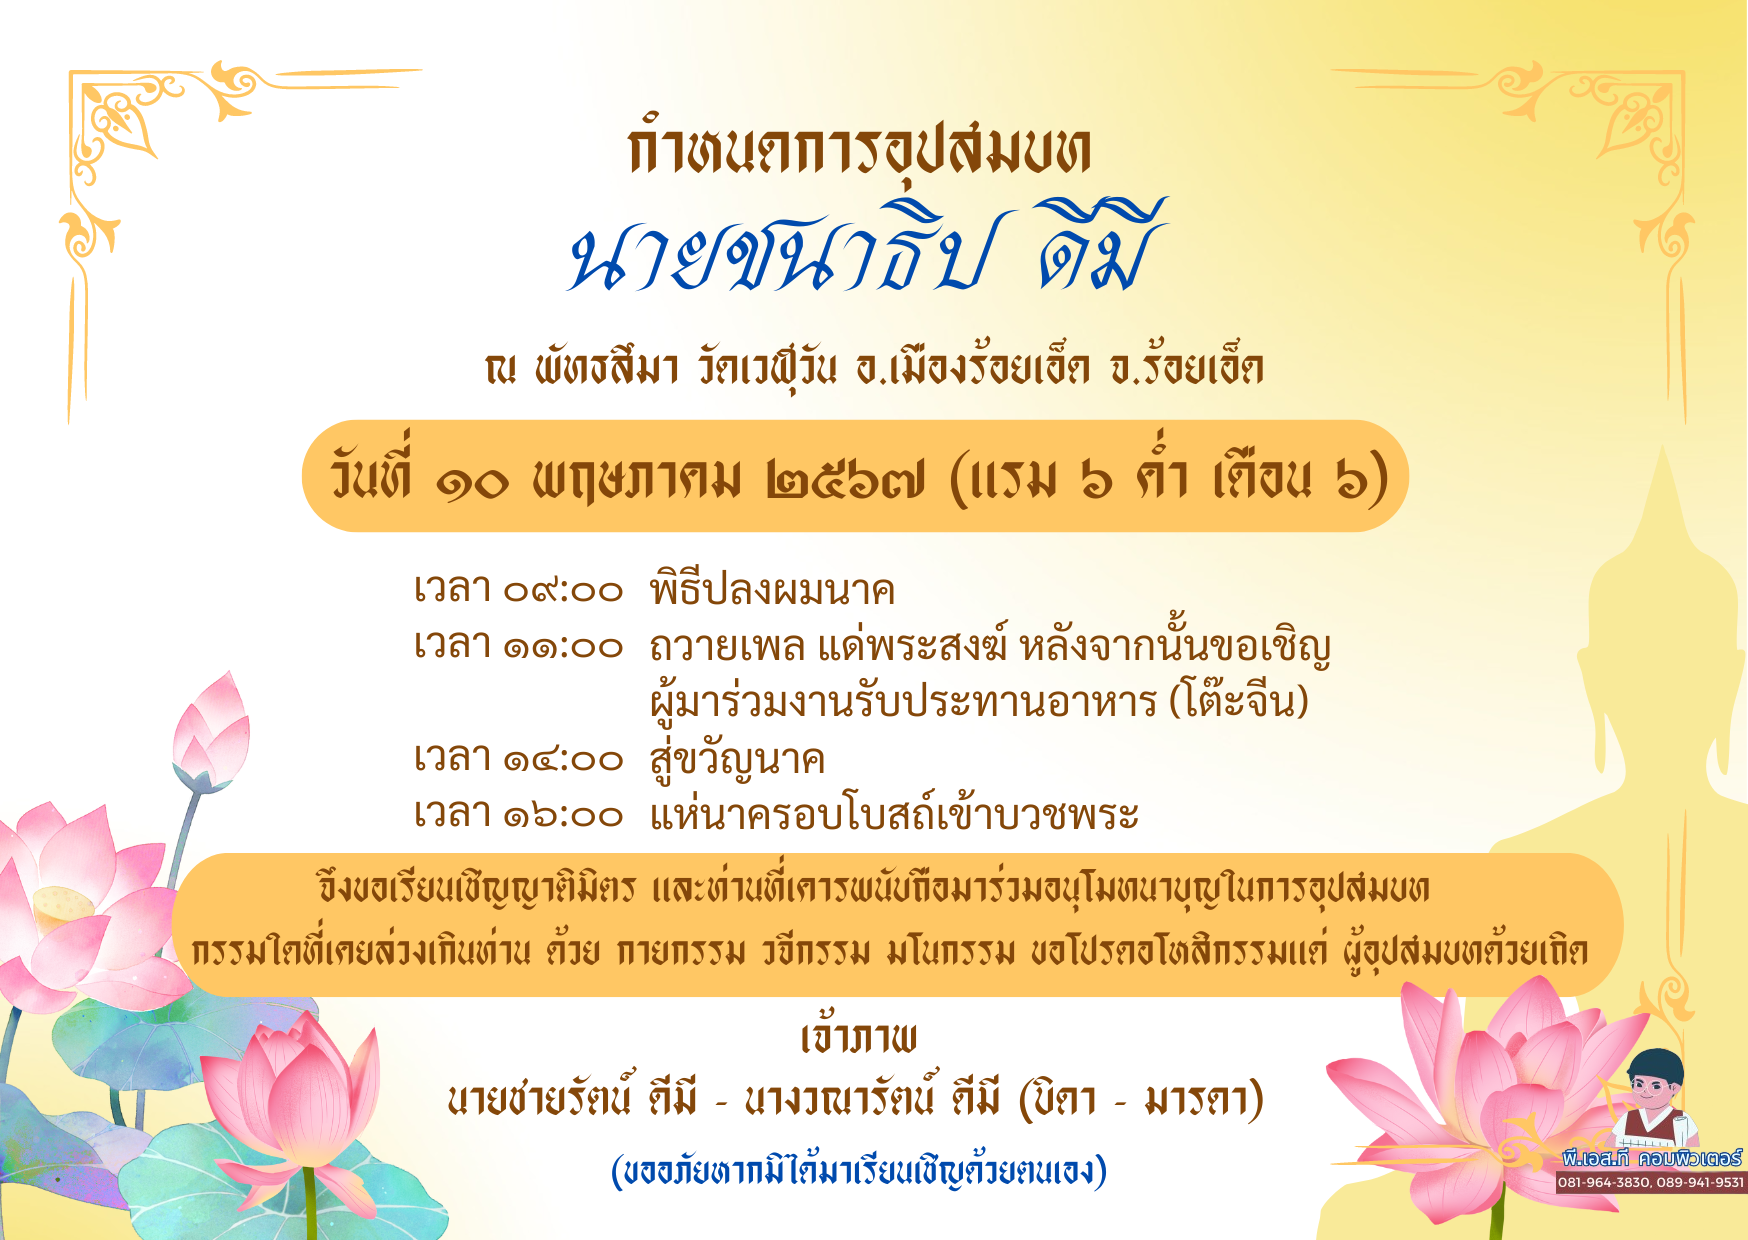 กำหนดการอุปสมบท
นายชนาธิป ดีมี
ณ พัทธสีมา วัดเวฬุวัน อ.เมืองร้อยเอ็ด จ.ร้อยเอ็ด
วันที่ ๑๐ พฤษภาคม ๒๕๖๗ (แรม ๖ ค่ำ เดือน ๖)
เวลา ๐๙:๐๐ พิธีปลงผมนาค
เวลา ๑๑:๐๐ ถวายเพล แด่พระสงฆ์ หลังจากนั้นขอเชิญ
ผู้มาร่วมงานรับประทานอาหาร (โต๊ะจีน)
เวลา ๑๔:๐๐ สู่ขวัญนาค
เวลา ๑๖:๐๐ แห่นาครอบโบสถ์เข้าบวชพระ
จึงขอเรียนเชิญญาติมิตร และท่านที่เคารพนับถือมาร่วมอนุโมทนาบุญในการอุปสมบท
กรรมใดที่เคยล่วงเกินท่าน ด้วย กายกรรม วจีกรรม มโนกรรม ขอโปรดอโหสิกรรมแด่ ผู้อุปสมบทด้วยเถิด
เจ้าภาพ
นายชายรัตน์ ดีมี - นางวณารัตน์ ดีมี (บิดา - มารดา)
(ขออภัยหากมิได้มาเรียนเชิญด้วยตนเอง)
พี.เอส.ที คอมพิวเตอร์
081-964-3830, 089-941-9531